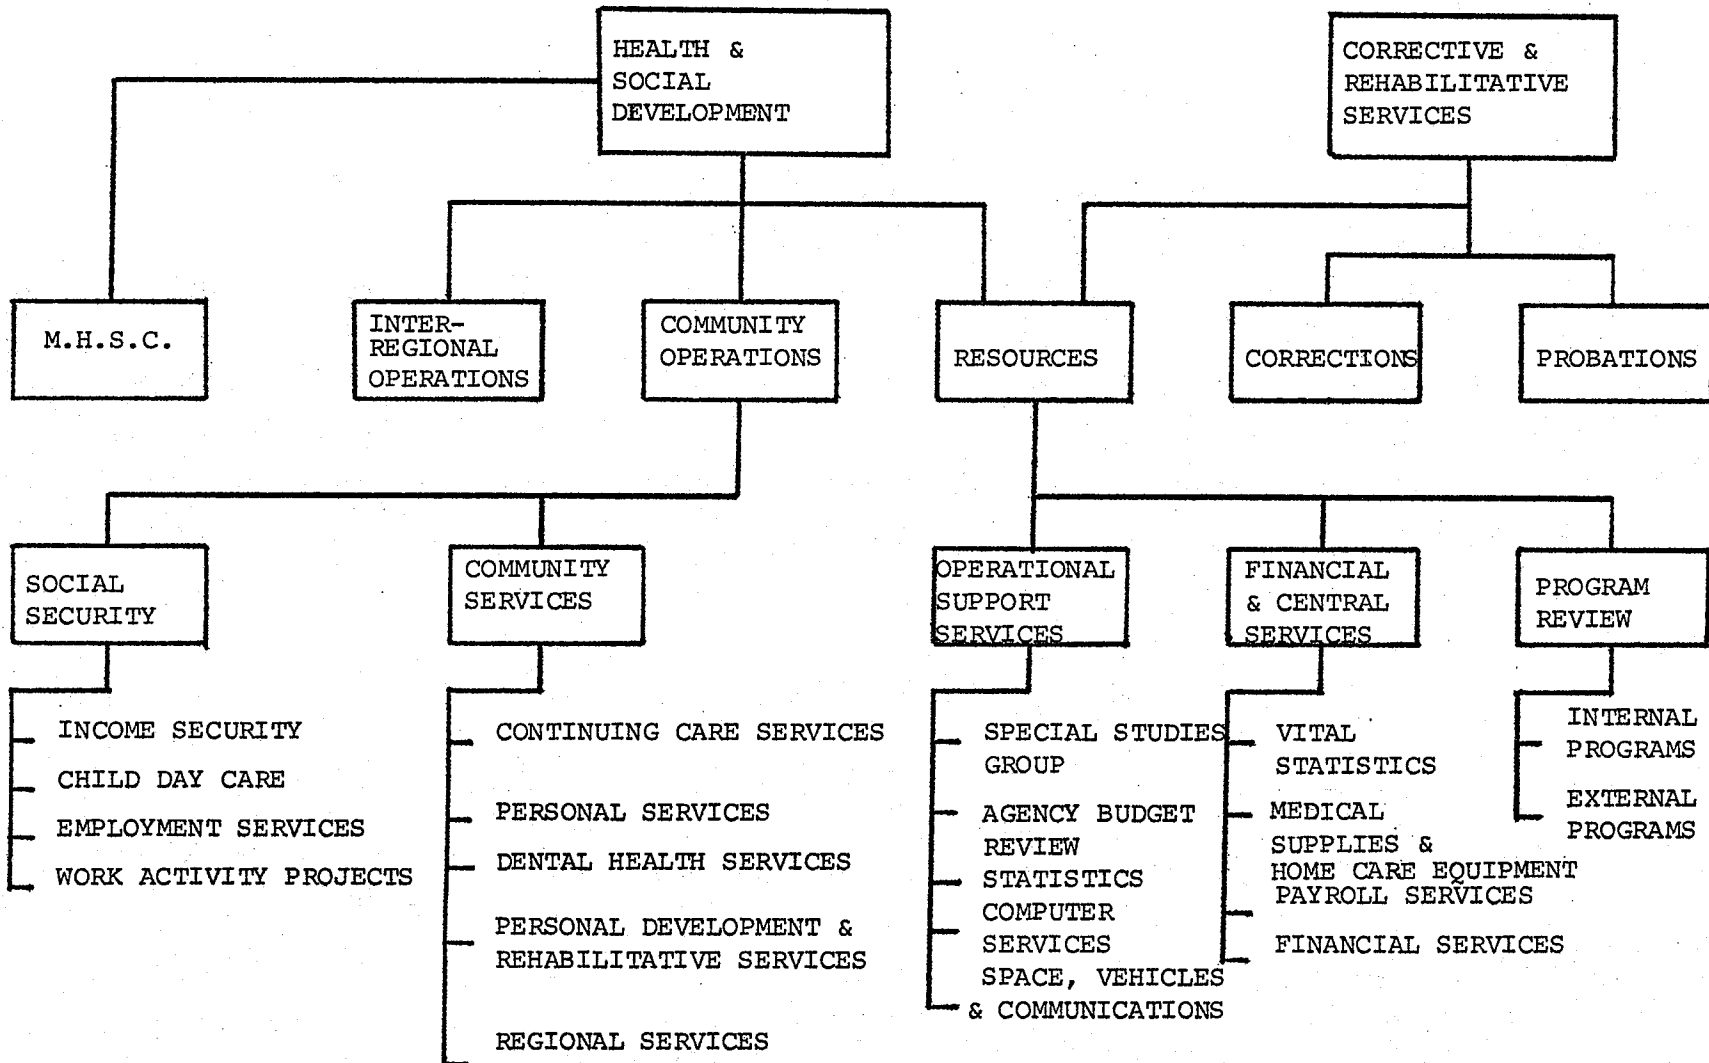 HEALTH &
SOCIAL
DEVELOPMENT
CORRECTIVE &
REHABILITATIVE
SERVICES
M.H.S.C.
INTER-
REGIONAL
OPERATIONS
COMMUNITY
OPERATIONS
RESOURCES
CORRECTIONS
PROBATIONS
SOCIAL
SECURITY
COMMUNITY
SERVICES
OPERATIONAL
SUPPORT
SERVICES
FINANCIAL
& CENTRAL
SERVICES
PROGRAM
REVIEW
INCOME SECURITY
CHILD DAY CARE
EMPLOYMENT SERVICES
WORK ACTIVITY PROJECTS
CONTINUING CARE SERVICES
PERSONAL SERVICES
DENTAL HEALTH SERVICES
PERSONAL DEVELOPMENT &
REHABILITATIVE SERVICES
REGIONAL SERVICES
SPECIAL STUDIES
GROUP
AGENCY BUDGET
REVIEW
STATISTICS
COMPUTER
SERVICES
SPACE, VEHICLES
& COMMUNICATIONS
VITAL
STATISTICS
MEDICAL
SUPPLIES &
HOME CARE EQUIPMENT
PAYROLL SERVICES
FINANCIAL SERVICES
INTERNAL
PROGRAMS
EXTERNAL
PROGRAMS